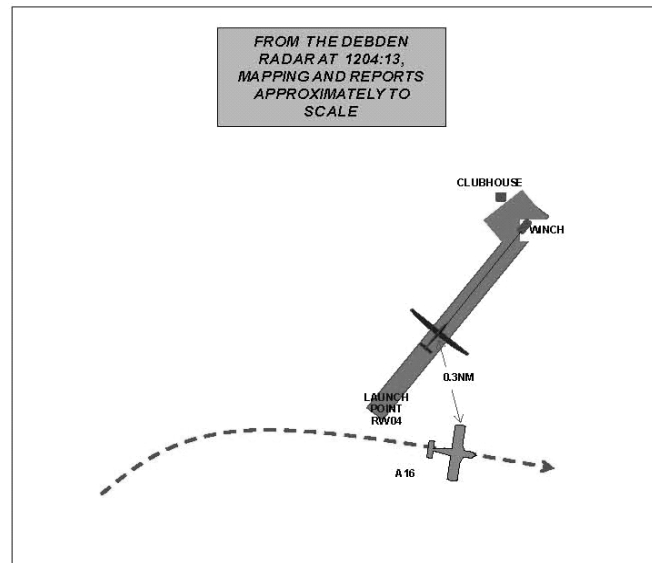 FROM THE DEBDEN
RADAR AT 1204:13,
MAPPING AND REPORTS
APPROXIMATELY TO
SCALE
CLUBHOUSE
WINCH
0.3NM
LAUNCH
POINT
RW04
A16